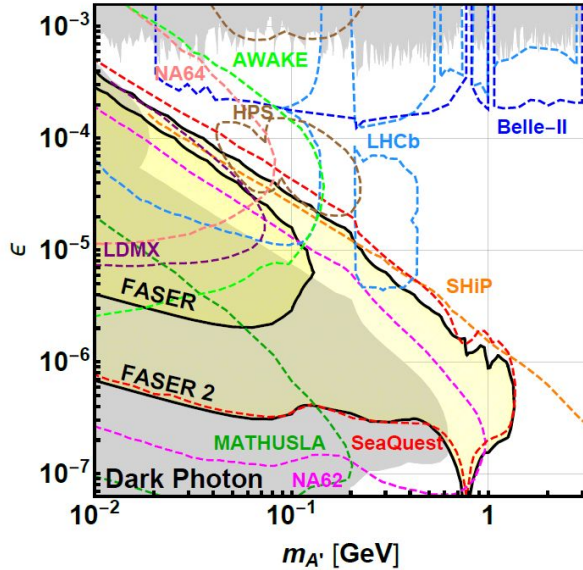 10⁻³
10⁻⁴
10⁻⁵
10⁻⁶
10⁻⁷
ϵ
AWAKE
NA64
HPS
LHCb
Belle-II
LDMX
SHiP
FASER
FASER 2
MATHUSLA
SeaQuest
NA62
Dark Photon
10⁻² 10⁻¹ 1
m_A' [GeV]